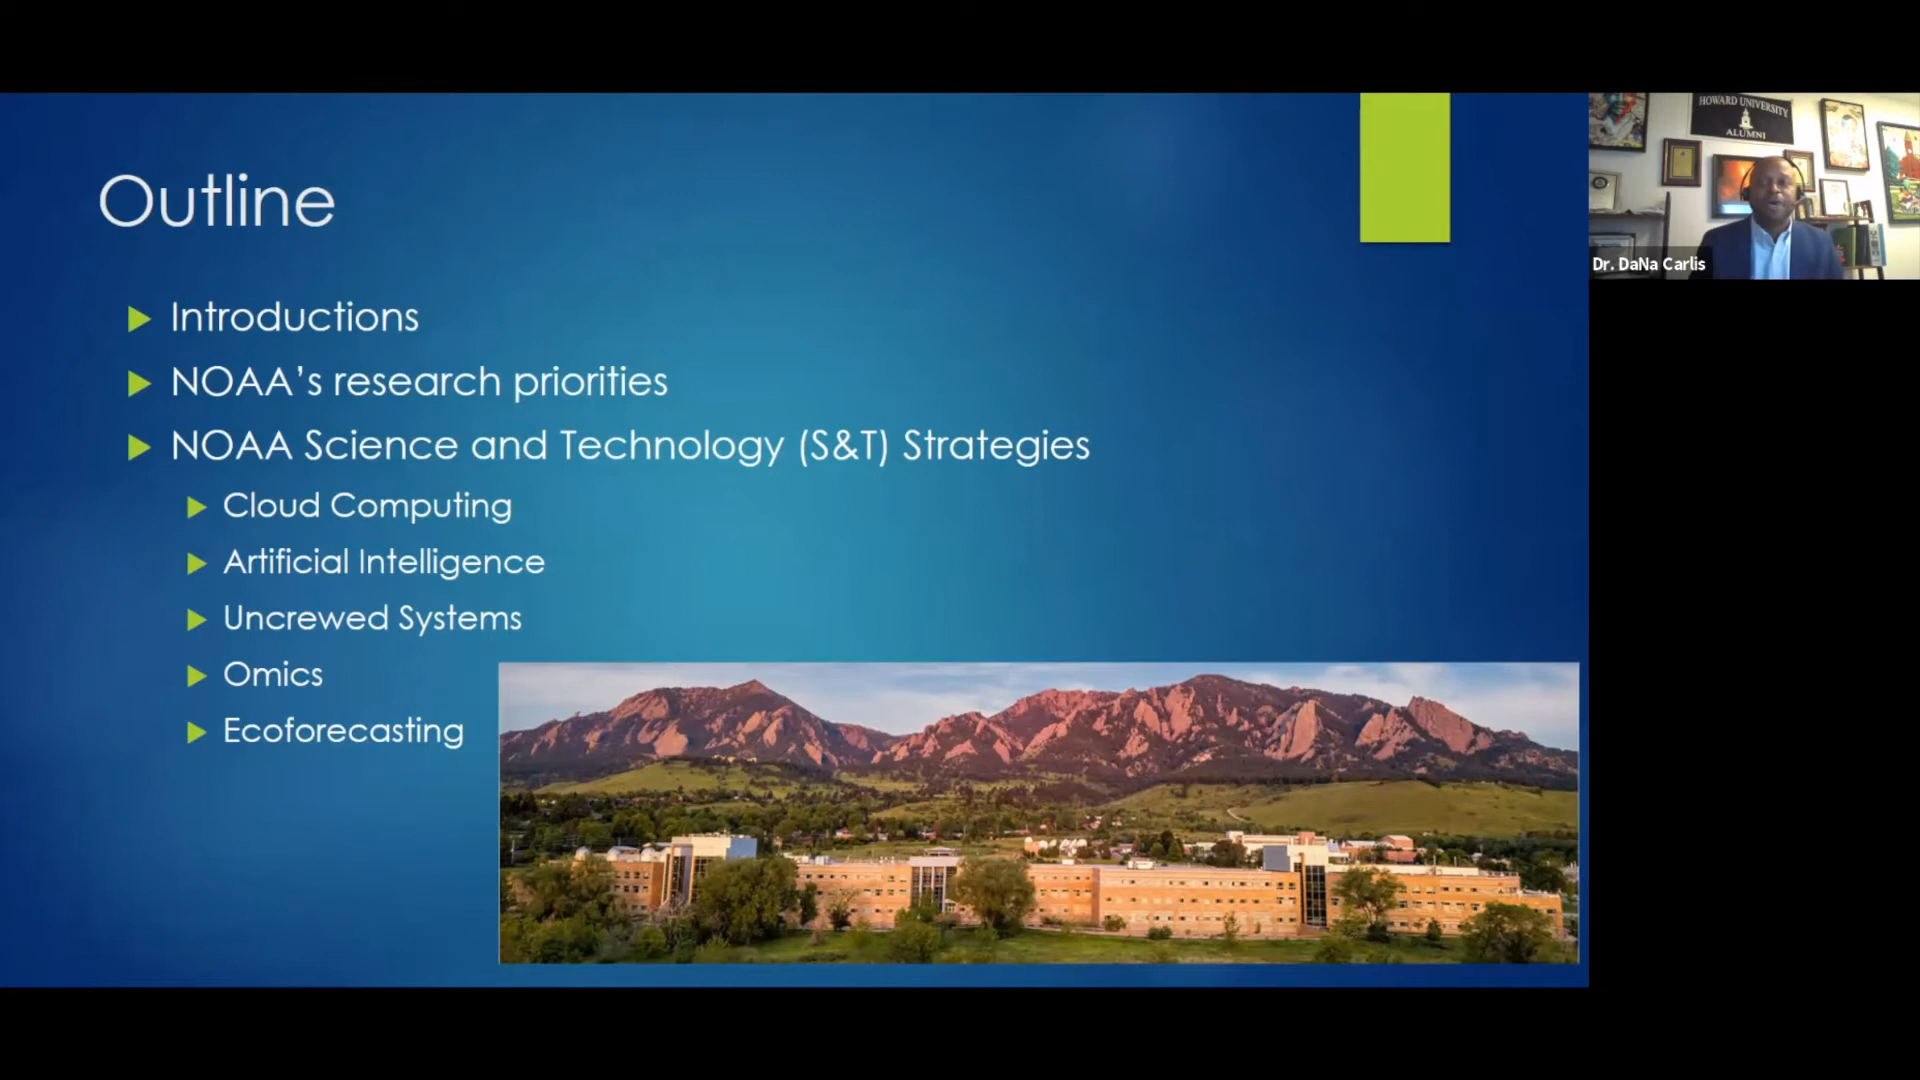 Outline
Introductions
NOAA's research priorities
NOAA Science and Technology (S&T) Strategies
Cloud Computing
Artificial Intelligence
Uncrewed Systems
Omics
Ecoforecasting
HOWARD UNIVERSITY
ALUMNI
Dr. DaNa Carlis